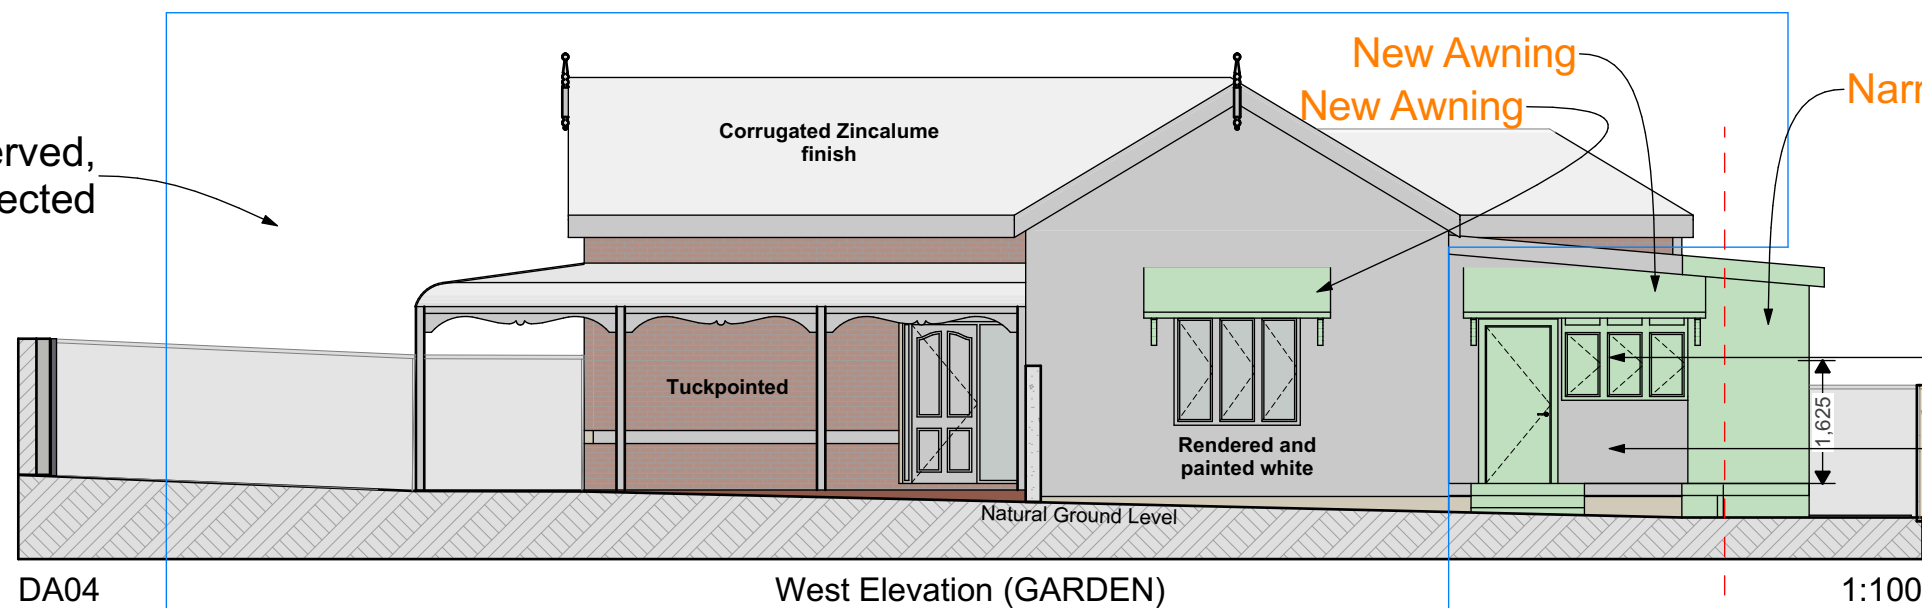 New Awning
New Awning
Narr
erved,
ected
Corrugated Zincalume
finish
Tuckpointed
Rendered and
painted white
1,625
Natural Ground Level
DA04
West Elevation (GARDEN)
1:100